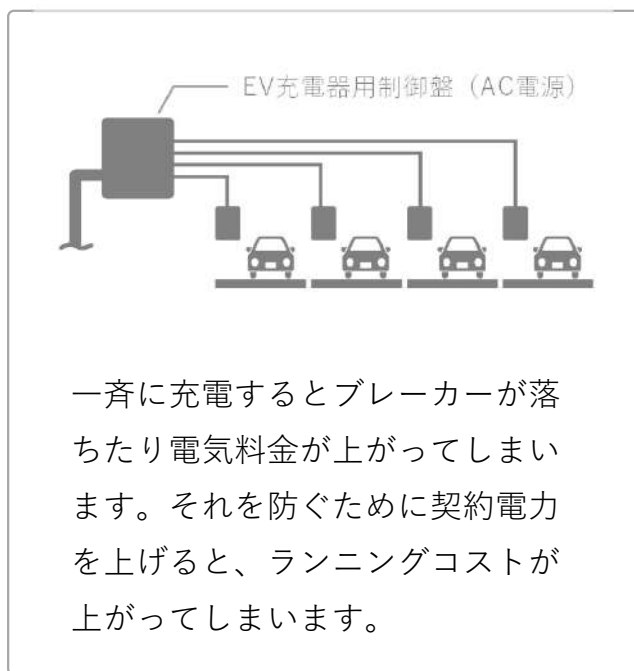 EV充電器用制御盤（AC電源）
一斉に充電するとブレーカーが落
ちたり電気料金が上がってしまい
ます。それを防ぐために契約電力
を上げると、ランニングコストが
上がってしまいます。